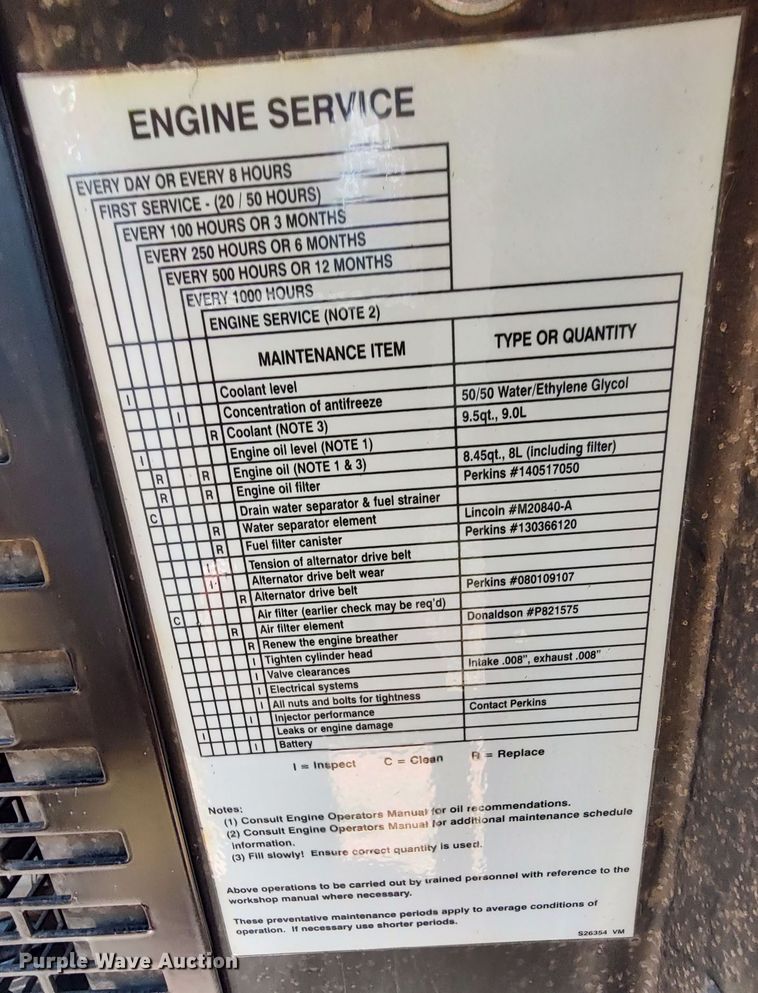 ENGINE SERVICE
EVERY DAY OR EVERY 8 HOURS
FIRST SERVICE - (20 / 50 HOURS)
EVERY 100 HOURS OR 3 MONTHS
EVERY 250 HOURS OR 6 MONTHS
EVERY 500 HOURS OR 12 MONTHS
EVERY 1000 HOURS
ENGINE SERVICE (NOTE 2)
MAINTENANCE ITEM TYPE OR QUANTITY
I Coolant level
I Concentration of antifreeze 50/50 Water/Ethylene Glycol
R Coolant (NOTE 3) 9.5qt., 9.0L
I Engine oil level (NOTE 1)
R R Engine oil (NOTE 1 & 3) 8.45qt., 8L (including filter)
R R Engine oil filter Perkins #140517050
C Drain water separator & fuel strainer
R Water separator element Lincoln #M20840-A
R Fuel filter canister Perkins #130366120
I Tension of alternator drive belt
I Alternator drive belt wear
R Alternator drive belt Perkins #080109107
C Air filter (earlier check may be req'd)
R Air filter element Donaldson #P821575
R Renew the engine breather
I Tighten cylinder head
I Valve clearances Intake .008", exhaust .008"
I Electrical systems
I All nuts and bolts for tightness
I Injector performance Contact Perkins
I Leaks or engine damage
I Battery
I = Inspect C = Clean R = Replace
Notes:
(1) Consult Engine Operators Manual for oil recommendations.
(2) Consult Engine Operators Manual for additional maintenance schedule
information.
(3) Fill slowly! Ensure correct quantity is used.
Above operations to be carried out by trained personnel with reference to the
workshop manual where necessary.
These preventative maintenance periods apply to average conditions of
operation. If necessary use shorter periods.
S26354 VM
Purple Wave Auction